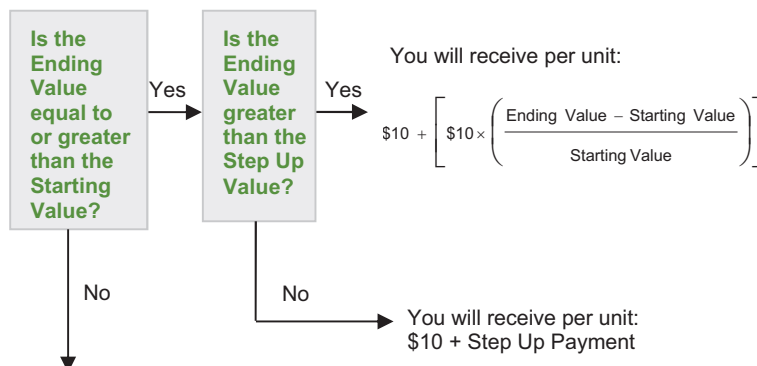 Is the
Ending
Value
equal to
or greater
than the
Starting
Value?
Yes
Is the
Ending
Value
greater
than the
Step Up
Value?
Yes
You will receive per unit:
$10 + [ $10 × ( Ending Value – Starting Value
Starting Value ) ]
No
No
You will receive per unit:
$10 + Step Up Payment